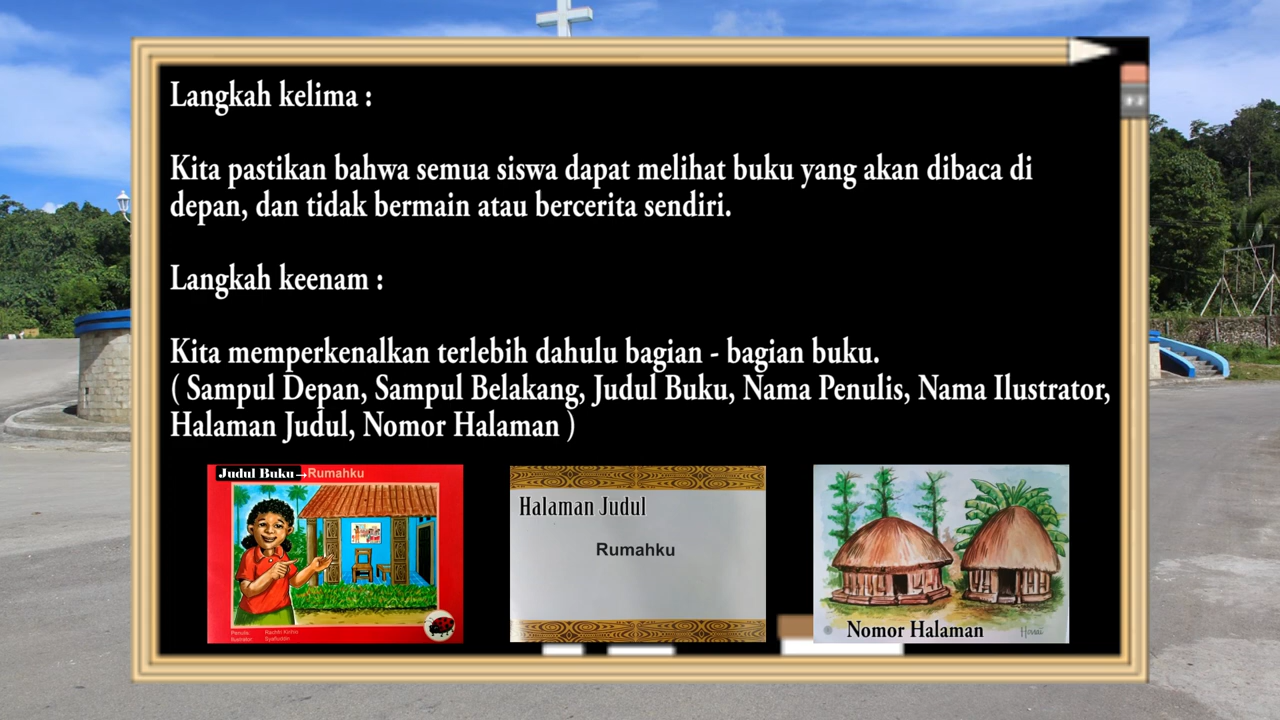 Langkah kelima :
Kita pastikan bahwa semua siswa dapat melihat buku yang akan dibaca di
depan, dan tidak bermain atau bercerita sendiri.
Langkah keenam :
Kita memperkenalkan terlebih dahulu bagian - bagian buku.
( Sampul Depan, Sampul Belakang, Judul Buku, Nama Penulis, Nama Ilustrator,
Halaman Judul, Nomor Halaman )
Judul Buku→Rumahku
Penulis
Ilustrator
Halaman Judul
Rumahku
Nomor Halaman